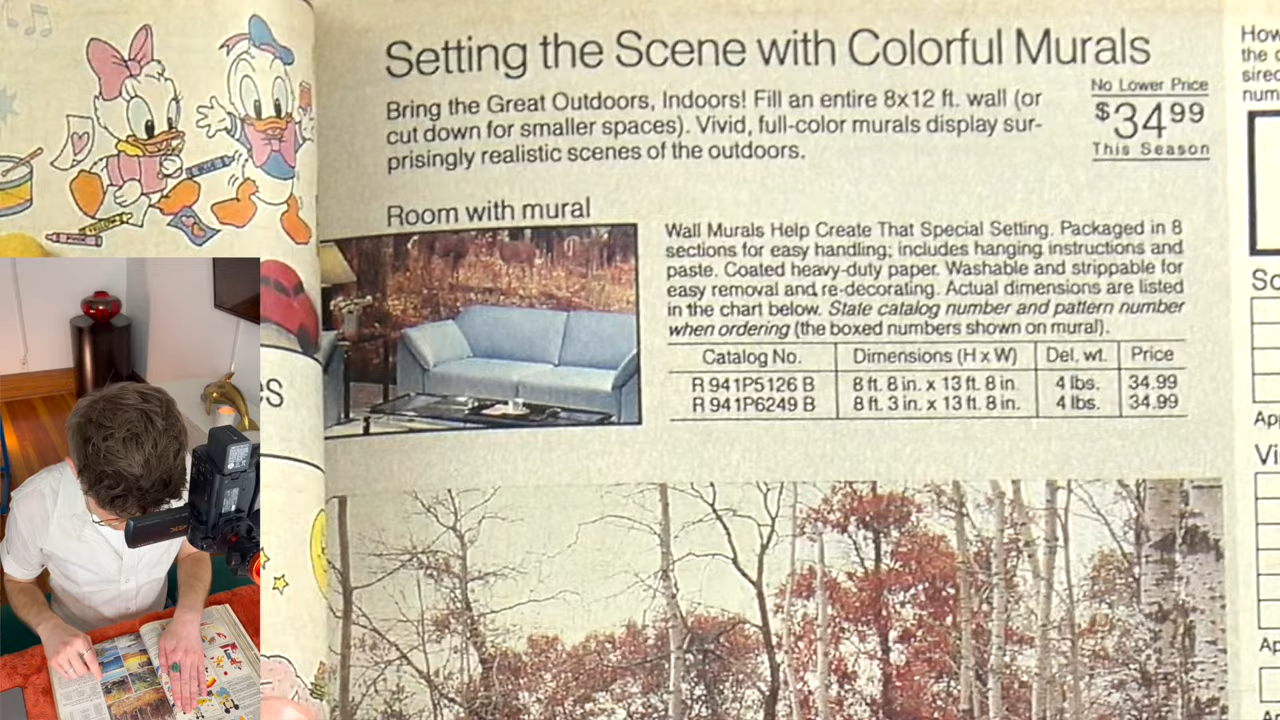 Setting the Scene with Colorful Murals
Bring the Great Outdoors, Indoors! Fill an entire 8x12 ft. wall (or
cut down for smaller spaces). Vivid, full-color murals display sur-
prisingly realistic scenes of the outdoors.
No Lower Price
$34.99
This Season
Room with mural
Wall Murals Help Create That Special Setting. Packaged in 8
sections for easy handling; includes hanging instructions and
paste. Coated heavy-duty paper. Washable and strippable for
easy removal and re-decorating. Actual dimensions are listed
in the chart below. State catalog number and pattern number
when ordering (the boxed numbers shown on mural).
Catalog No. Dimensions (H x W) Del. wt. Price
R 941P5126 B 8 ft. 8 in. x 13 ft. 8 in. 4 lbs. 34.99
R 941P6249 B 8 ft. 3 in. x 13 ft. 8 in. 4 lbs. 34.99
How
the
YELLOW